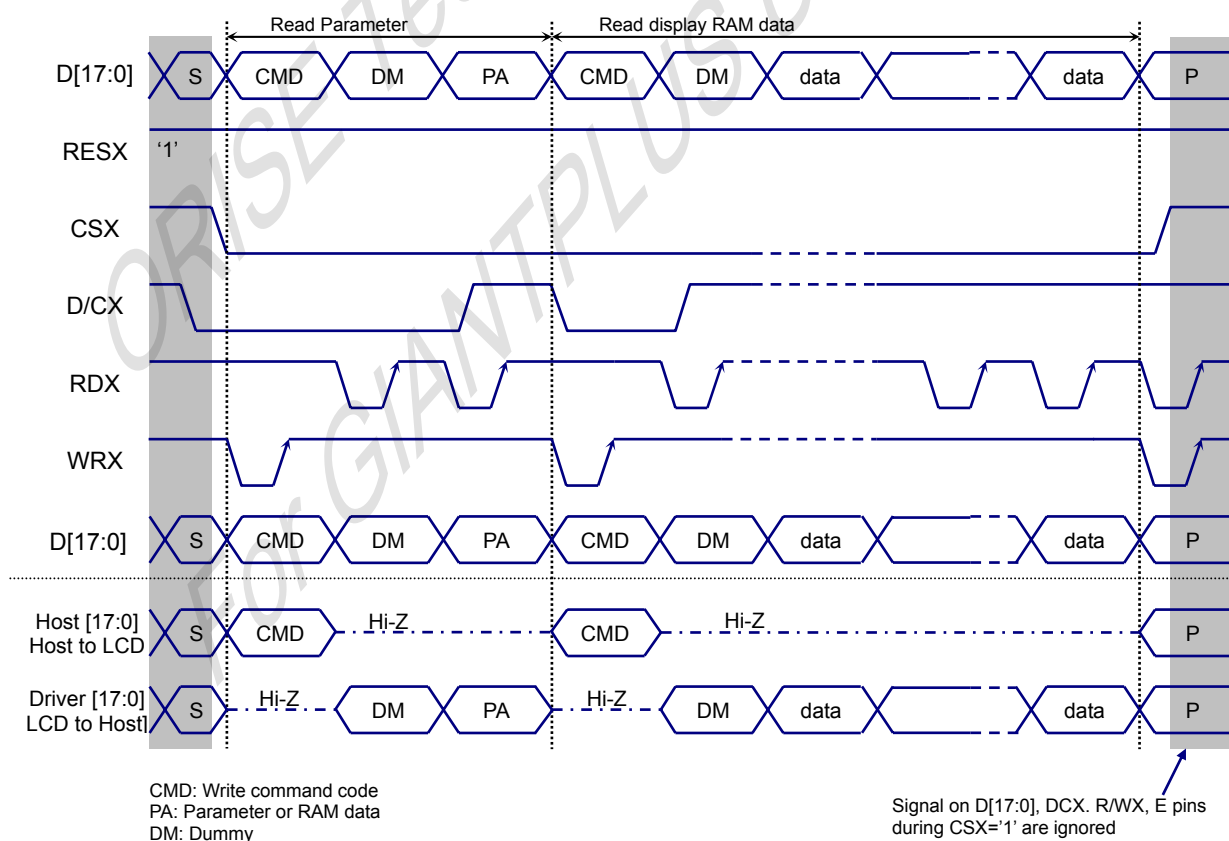 Read Parameter Read display RAM data
D[17:0] S CMD DM PA CMD DM data data P
RESX '1'
CSX
D/CX
RDX
WRX
D[17:0] S CMD DM PA CMD DM data data P
Host [17:0]
Host to LCD S CMD Hi-Z CMD Hi-Z P
Driver [17:0]
LCD to Host] S Hi-Z DM PA Hi-Z DM data data P
CMD: Write command code
PA: Parameter or RAM data
DM: Dummy
Signal on D[17:0], DCX. R/WX, E pins
during CSX='1' are ignored
ORISE Te
For GIANTPLUS